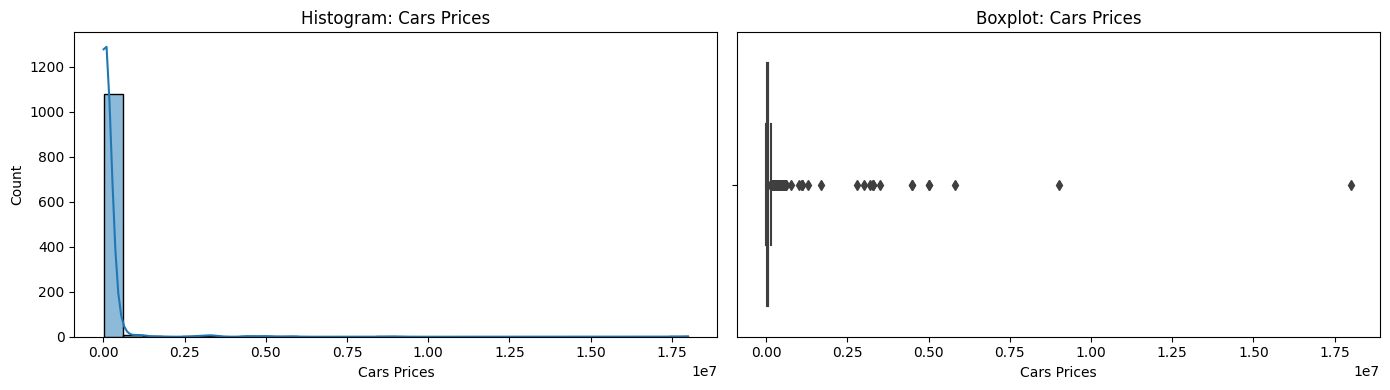 Histogram: Cars Prices
1200
1000
800
600
400
200
0
Count
0.00 0.25 0.50 0.75 1.00 1.25 1.50 1.75
1e7
Cars Prices
Boxplot: Cars Prices
0.00 0.25 0.50 0.75 1.00 1.25 1.50 1.75
1e7
Cars Prices